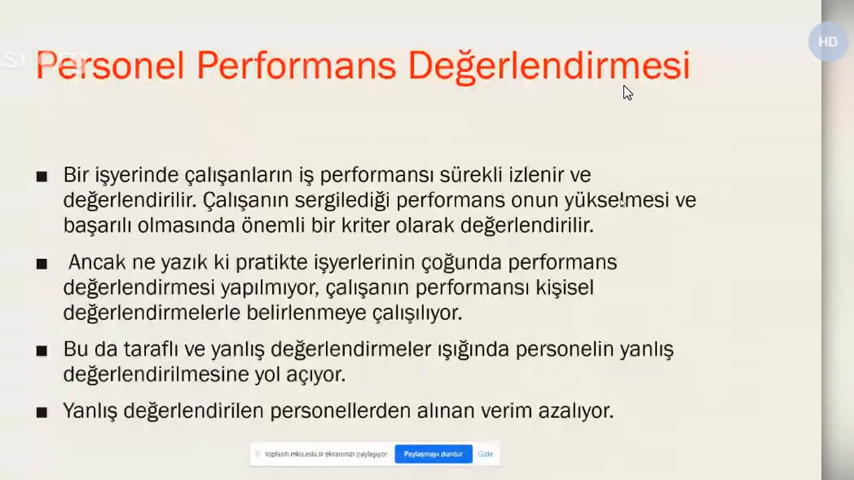 Personel Performans Değerlendirmesi
HD
■ Bir işyerinde çalışanların iş performansı sürekli izlenir ve
değerlendirilir. Çalışanın sergilediği performans onun yükselmesi ve
başarılı olmasında önemli bir kriter olarak değerlendirilir.
■ Ancak ne yazık ki pratikte işyerlerinin çoğunda performans
değerlendirmesi yapılmıyor, çalışanın performansı kişisel
değerlendirmelerle belirlenmeye çalışılıyor.
■ Bu da taraflı ve yanlış değerlendirmeler ışığında personelin yanlış
değerlendirilmesine yol açıyor.
■ Yanlış değerlendirilen personellerden alınan verim azalıyor.
toplanti.mku.edu.tr ekranınızı paylaşıyor.
Paylaşmayı durdur
Gizle